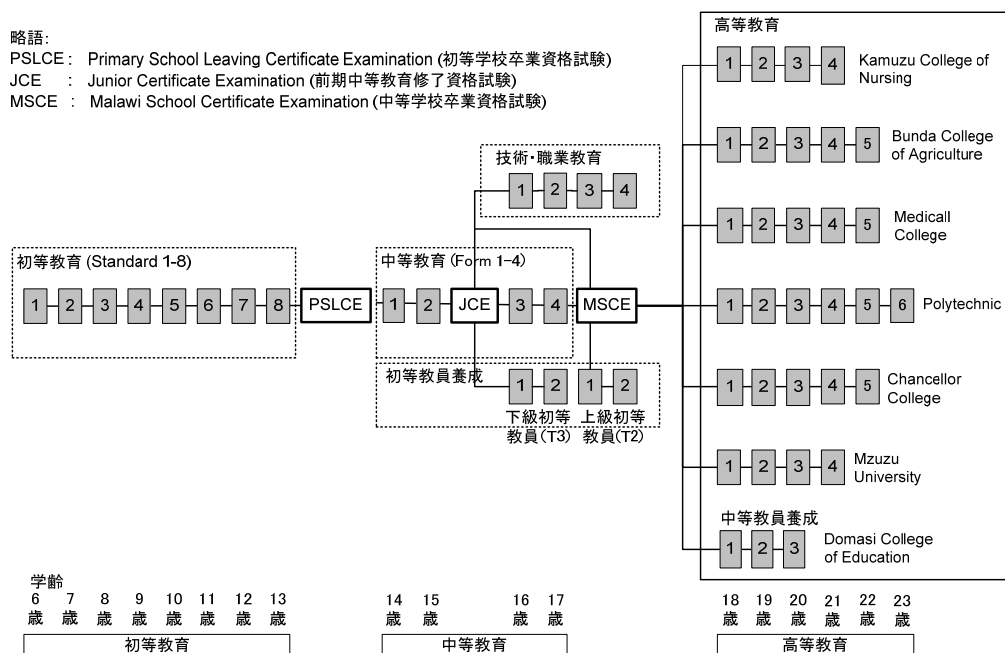 略語:
PSLCE : Primary School Leaving Certificate Examination (初等学校卒業資格試験)
JCE : Junior Certificate Examination (前期中等教育修了資格試験)
MSCE : Malawi School Certificate Examination (中等学校卒業資格試験)
初等教育 (Standard 1-8)
1 2 3 4 5 6 7 8
PSLCE
技術・職業教育
1 2 3 4
中等教育 (Form 1-4)
1 2 JCE 3 4
MSCE
初等教員養成
1 2 1 2
下級初等 上級初等
教員(T3) 教員(T2)
高等教育
1 2 3 4 Kamuzu College of
Nursing
1 2 3 4 5 Bunda College
of Agriculture
1 2 3 4 5 Medicall
College
1 2 3 4 5 6 Polytechnic
1 2 3 4 5 Chancellor
College
1 2 3 4 Mzuzu
University
中等教員養成
1 2 3 Domasi College
of Education
学齢
6 7 8 9 10 11 12 13 14 15 16 17 18 19 20 21 22 23
歳 歳 歳 歳 歳 歳 歳 歳 歳 歳 歳 歳 歳 歳 歳 歳 歳 歳
初等教育 中等教育 高等教育